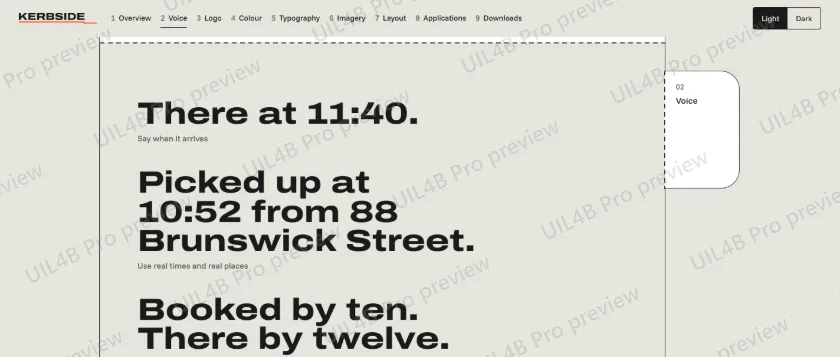 KERBSIDE
1 Overview 2 Voice 3 Logo 4 Colour 5 Typography 6 Imagery 7 Layout 8 Applications 9 Downloads
Light Dark
02
Voice
There at 11:40.
Say when it arrives
Picked up at
10:52 from 88
Brunswick Street.
Use real times and real places
Booked by ten.
There by twelve.
UIL4B Pro preview